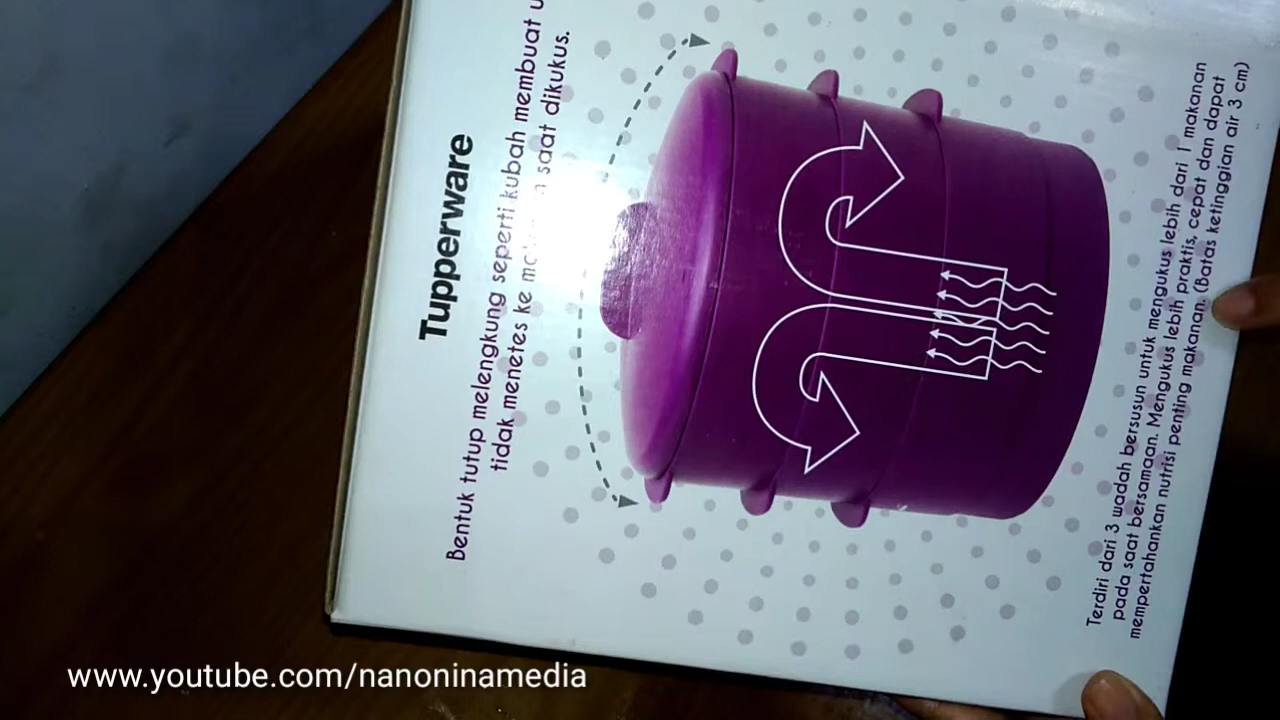 Tupperware
Bentuk tutup melengkung seperti kubah membuat
tidak menetes ke saat dikukus.
Terdiri dari 3 wadah bersusun untuk mengukus lebih dari 1 makanan
pada saat bersamaan. Mengukus lebih praktis, cepat dan dapat
mempertahankan nutrisi penting makanan. (Batas ketinggian air 3 cm)
www.youtube.com/nanoninamedia